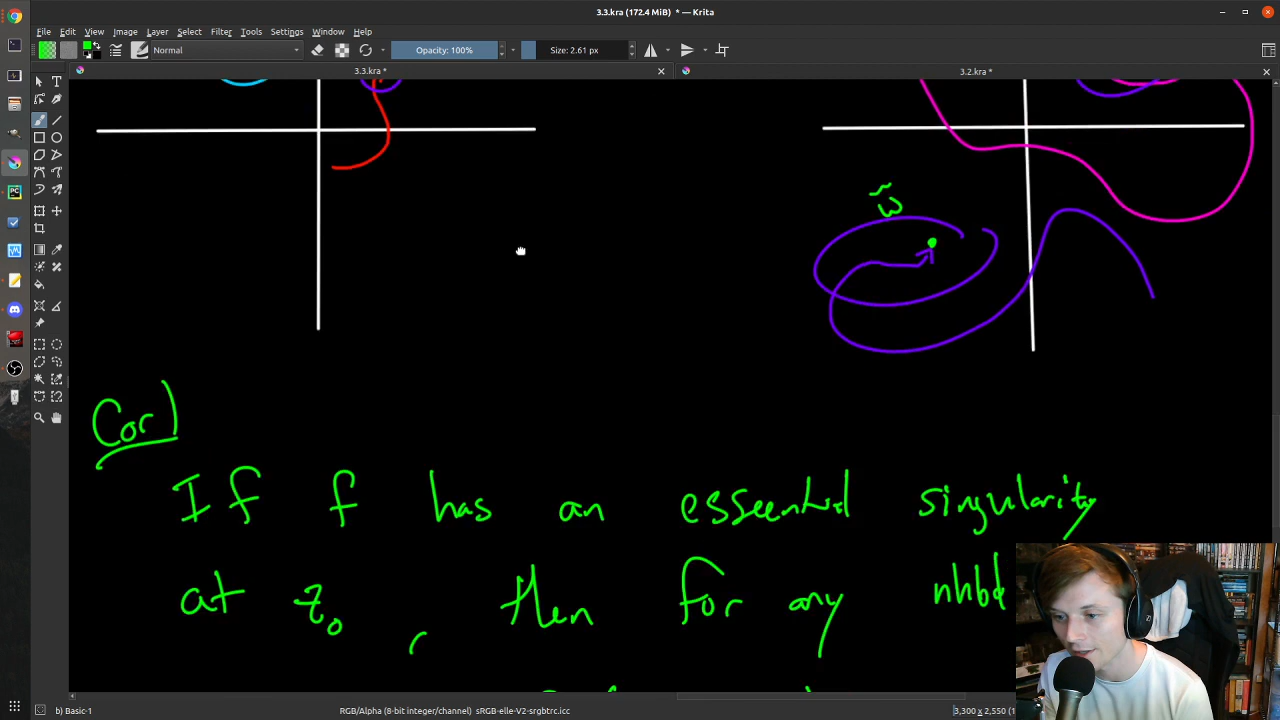 3.3.kra (172.4 MiB) * — Krita
File Edit View Image Layer Select Filter Tools Settings Window Help
Normal Opacity: 100% Size: 2.61 px
3.3.kra * 3.2.kra *
w̃
Cor)
If f has an essential singularity
at z₀, then for any nhbd
b) Basic-1 RGB/Alpha (8-bit integer/channel) sRGB-elle-V2-srgbtrc.icc 3,300 x 2,550 (1